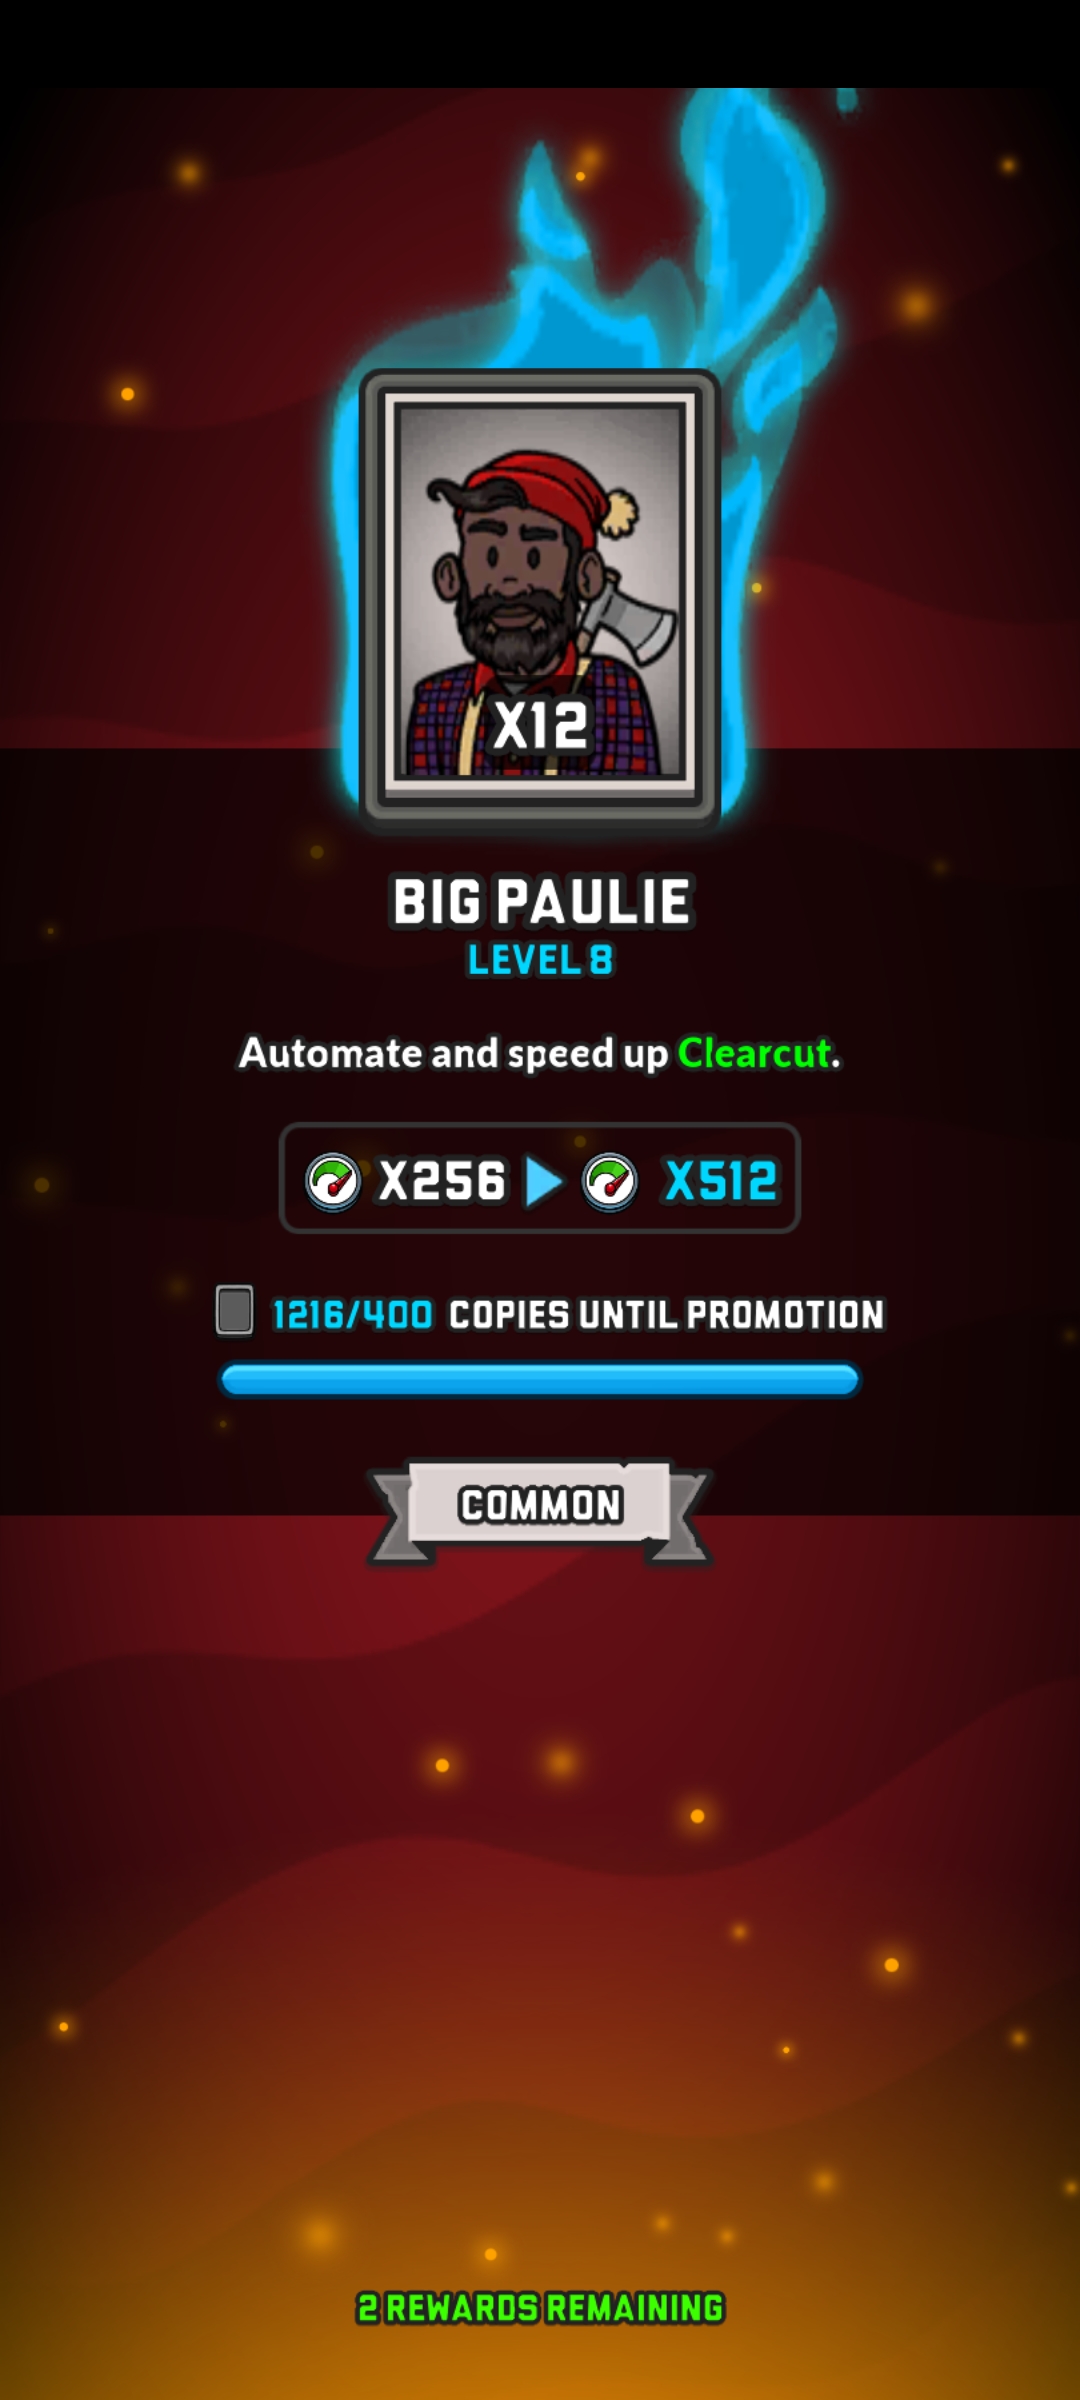 X12
BIG PAULIE
LEVEL 8
Automate and speed up Clearcut.
X256 X512
1216/400 COPIES UNTIL PROMOTION
COMMON
2 REWARDS REMAINING